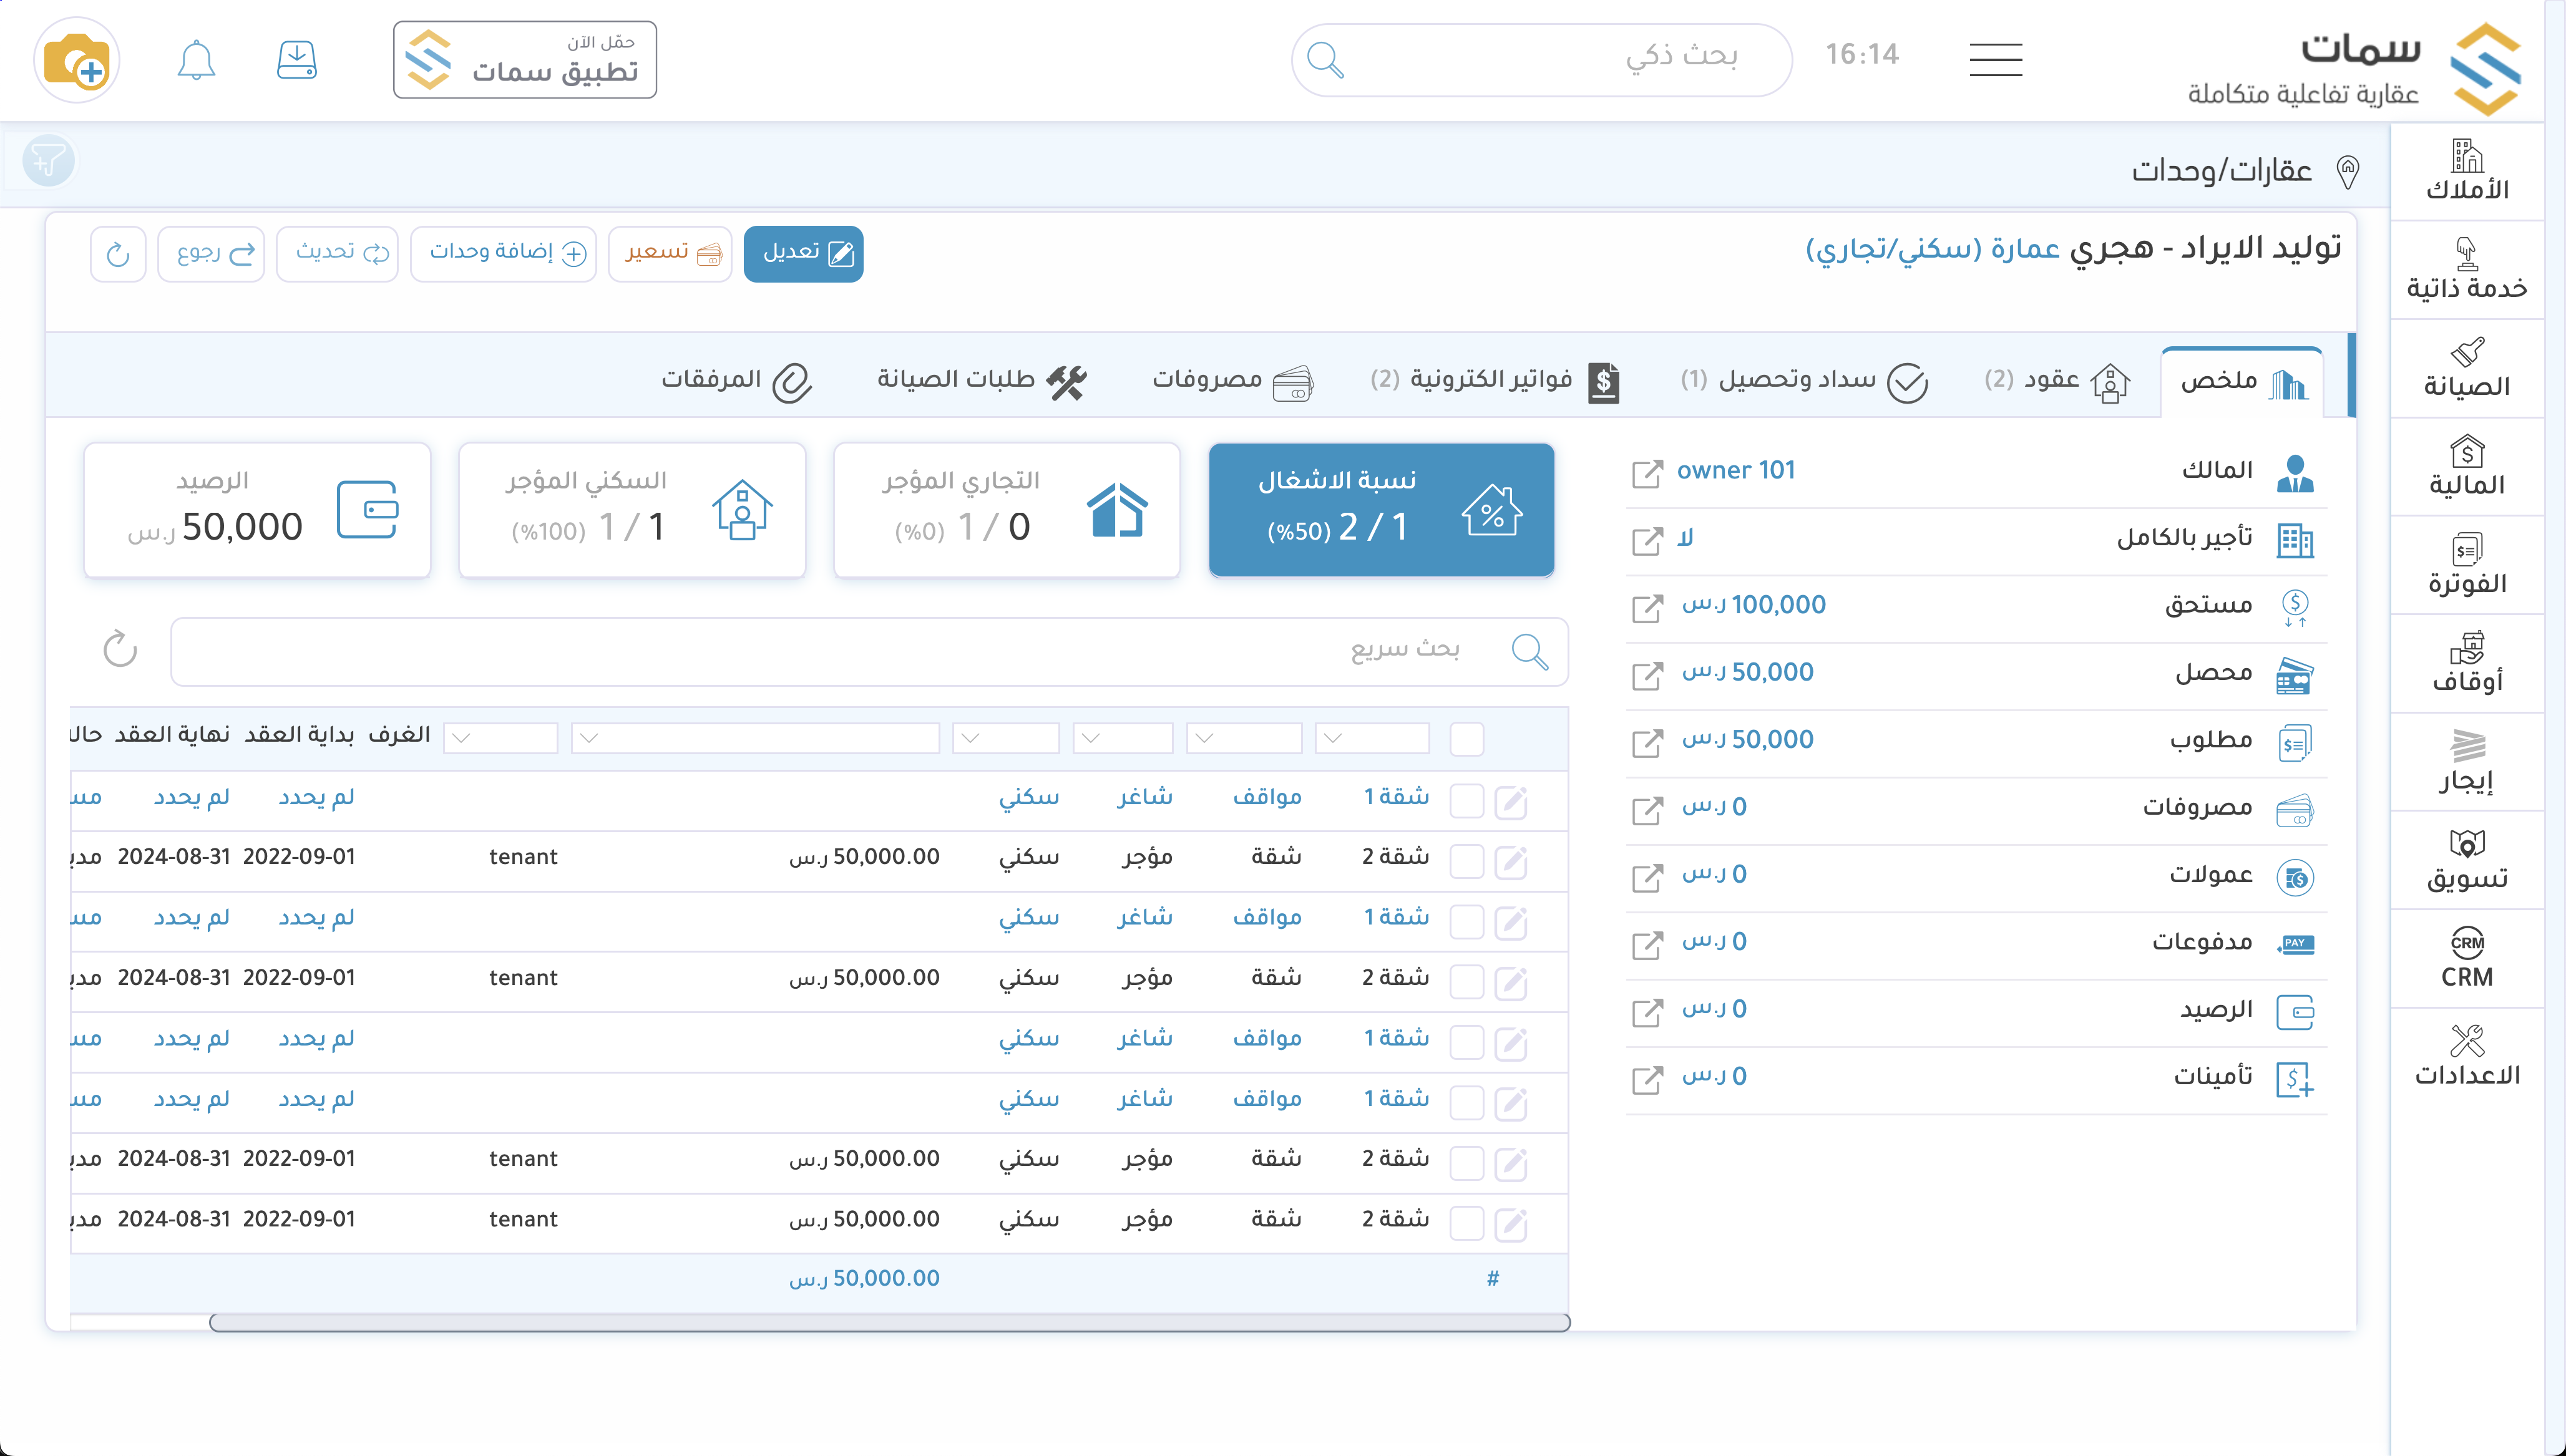 سمات
عقارية تفاعلية متكاملة
16:14
بحث ذكي
حمّل الآن
تطبيق سمات
الأملاك
خدمة ذاتية
الصيانة
المالية
$
الفوترة
$
أوقاف
إيجار
تسويق
CRM
CRM
الاعدادات
عقارات/وحدات
توليد الايراد - هجري عمارة (سكني/تجاري)
تعديل
تسعير
إضافة وحدات
تحديث
رجوع
ملخص
عقود (2)
سداد وتحصيل (1)
فواتير الكترونية (2)
مصروفات
طلبات الصيانة
المرفقات
المالك owner 101
تأجير بالكامل لا
مستحق 100,000 ر.س
محصل 50,000 ر.س
مطلوب 50,000 ر.س
مصروفات 0 ر.س
عمولات 0 ر.س
PAY مدفوعات 0 ر.س
الرصيد 0 ر.س
تأمينات 0 ر.س
نسبة الاشغال
1 / 2 (50%)
التجاري المؤجر
0 / 1 (0%)
السكني المؤجر
1 / 1 (100%)
الرصيد
50,000 ر.س
بحث سريع
الغرف بداية العقد نهاية العقد
شقة 1 مواقف شاغر سكني لم يحدد لم يحدد
شقة 2 شقة مؤجر سكني 50,000.00 ر.س tenant 2022-09-01 2024-08-31
شقة 1 مواقف شاغر سكني لم يحدد لم يحدد
شقة 2 شقة مؤجر سكني 50,000.00 ر.س tenant 2022-09-01 2024-08-31
شقة 1 مواقف شاغر سكني لم يحدد لم يحدد
شقة 1 مواقف شاغر سكني لم يحدد لم يحدد
شقة 2 شقة مؤجر سكني 50,000.00 ر.س tenant 2022-09-01 2024-08-31
شقة 2 شقة مؤجر سكني 50,000.00 ر.س tenant 2022-09-01 2024-08-31
# 50,000.00 ر.س